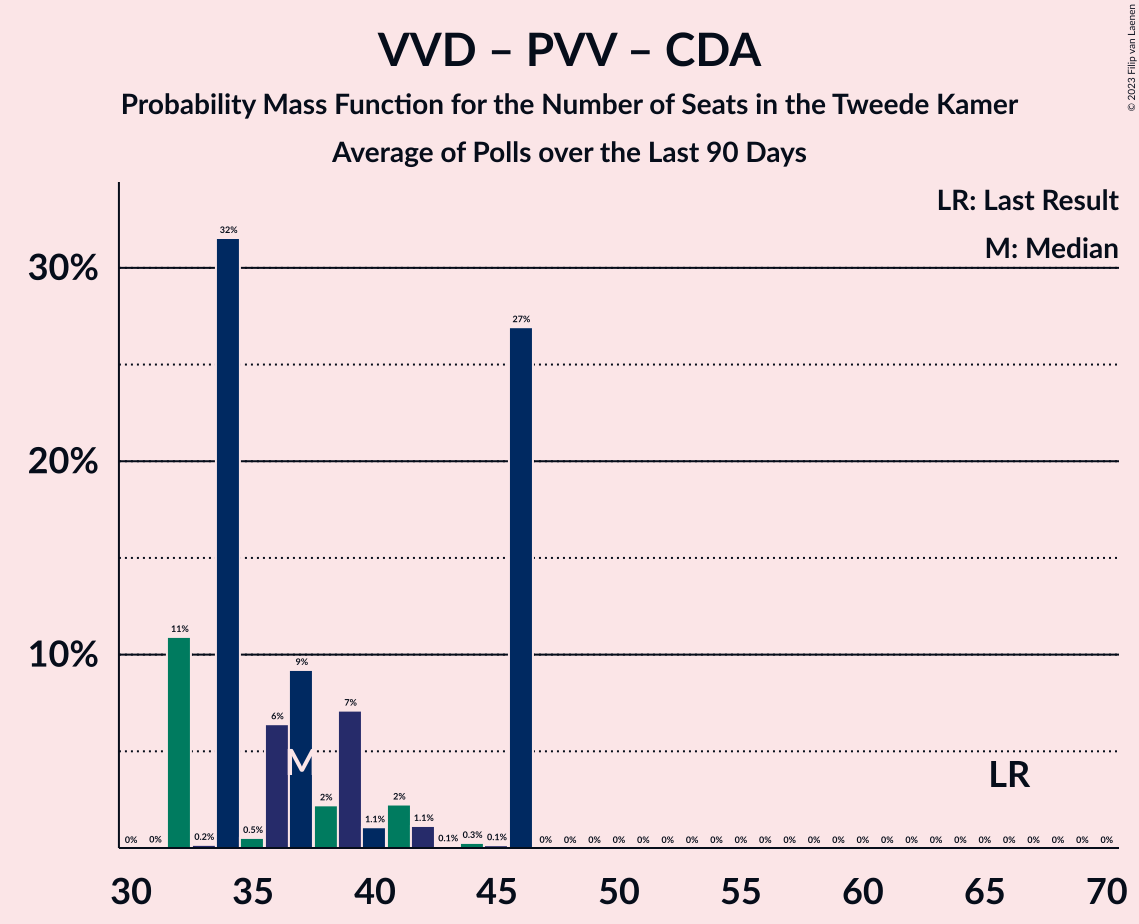 VVD – PVV – CDA
Probability Mass Function for the Number of Seats in the Tweede Kamer
Average of Polls over the Last 90 Days
© 2023 Filip van Laenen
LR: Last Result
M: Median
30%
20%
10%
0% 0% 11% 0.2% 32% 0.5% 6% 9% 2% 7% 1.1% 2% 1.1% 0.1% 0.3% 0.1% 27% 0% 0% 0% 0% 0% 0% 0% 0% 0% 0% 0% 0% 0% 0% 0% 0% 0% 0% 0% 0% 0% 0% 0% 0%
M
LR
30 35 40 45 50 55 60 65 70